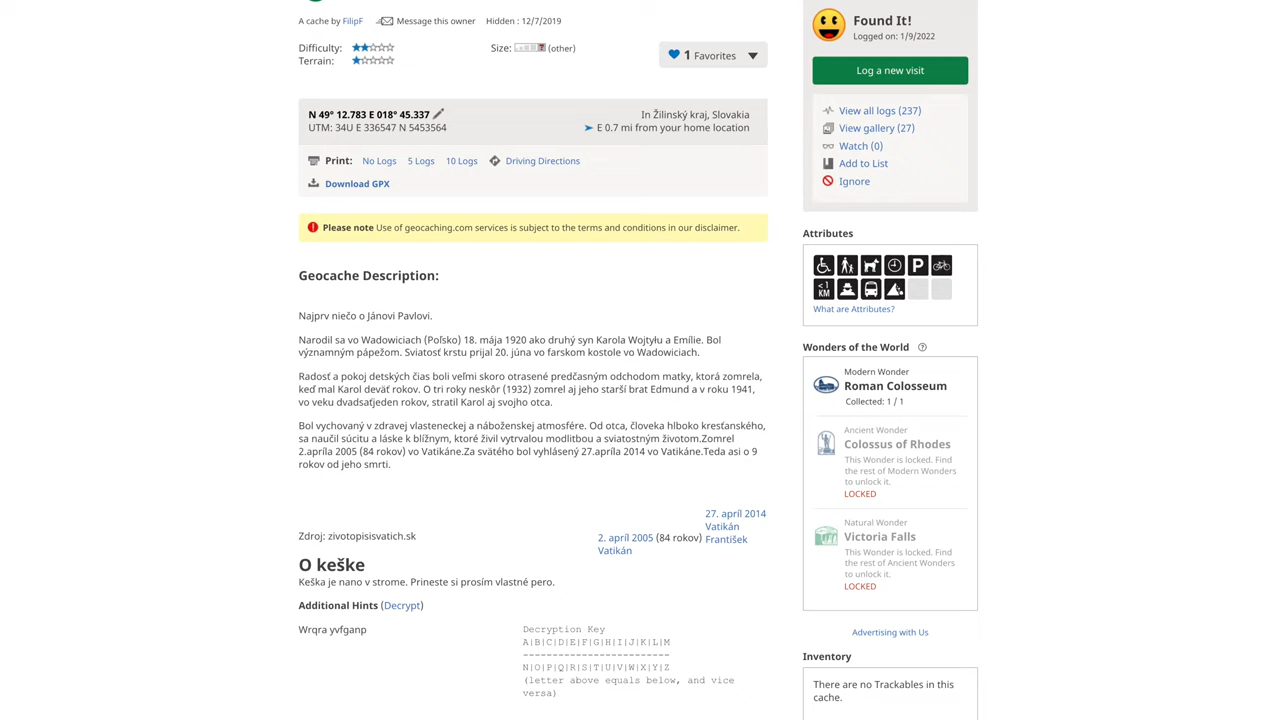 A cache by FilipF Message this owner Hidden : 12/7/2019
Difficulty:
Terrain:
Size: (other)
1 Favorites
N 49° 12.783 E 018° 45.337
UTM: 34U E 336547 N 5453564
In Žilinský kraj, Slovakia
E 0.7 mi from your home location
Print: No Logs 5 Logs 10 Logs Driving Directions
Download GPX
Please note Use of geocaching.com services is subject to the terms and conditions in our disclaimer.
Geocache Description:
Najprv niečo o Jánovi Pavlovi.
Narodil sa vo Wadowiciach (Poľsko) 18. mája 1920 ako druhý syn Karola Wojtyłu a Emílie. Bol
významným pápežom. Sviatosť krstu prijal 20. júna vo farskom kostole vo Wadowiciach.
Radosť a pokoj detských čias boli veľmi skoro otrasené predčasným odchodom matky, ktorá zomrela,
keď mal Karol deväť rokov. O tri roky neskôr (1932) zomrel aj jeho starší brat Edmund a v roku 1941,
vo veku dvadsaťjeden rokov, stratil Karol aj svojho otca.
Bol vychovaný v zdravej vlasteneckej a náboženskej atmosfére. Od otca, človeka hlboko kresťanského,
sa naučil súcitu a láske k blížnym, ktoré živil vytrvalou modlitbou a sviatostným životom.Zomrel
2.apríla 2005 (84 rokov) vo Vatikáne.Za svätého bol vyhlásený 27.apríla 2014 vo Vatikáne.Teda asi o 9
rokov od jeho smrti.
27. apríl 2014
Vatikán
František
Zdroj: zivotopisisvatich.sk
2. apríl 2005 (84 rokov)
Vatikán
O keške
Keška je nano v strome. Prineste si prosím vlastné pero.
Additional Hints (Decrypt)
Wrqra yvfganp
Decryption Key
A|B|C|D|E|F|G|H|I|J|K|L|M
-------------------------
N|O|P|Q|R|S|T|U|V|W|X|Y|Z
(letter above equals below, and vice
versa)
Found It!
Logged on: 1/9/2022
Log a new visit
View all logs (237)
View gallery (27)
Watch (0)
Add to List
Ignore
Attributes
P
<1
KM
What are Attributes?
Wonders of the World ?
Modern Wonder
Roman Colosseum
Collected: 1 / 1
Ancient Wonder
Colossus of Rhodes
This Wonder is locked. Find
the rest of Modern Wonders
to unlock it.
LOCKED
Natural Wonder
Victoria Falls
This Wonder is locked. Find
the rest of Ancient Wonders
to unlock it.
LOCKED
Advertising with Us
Inventory
There are no Trackables in this
cache.